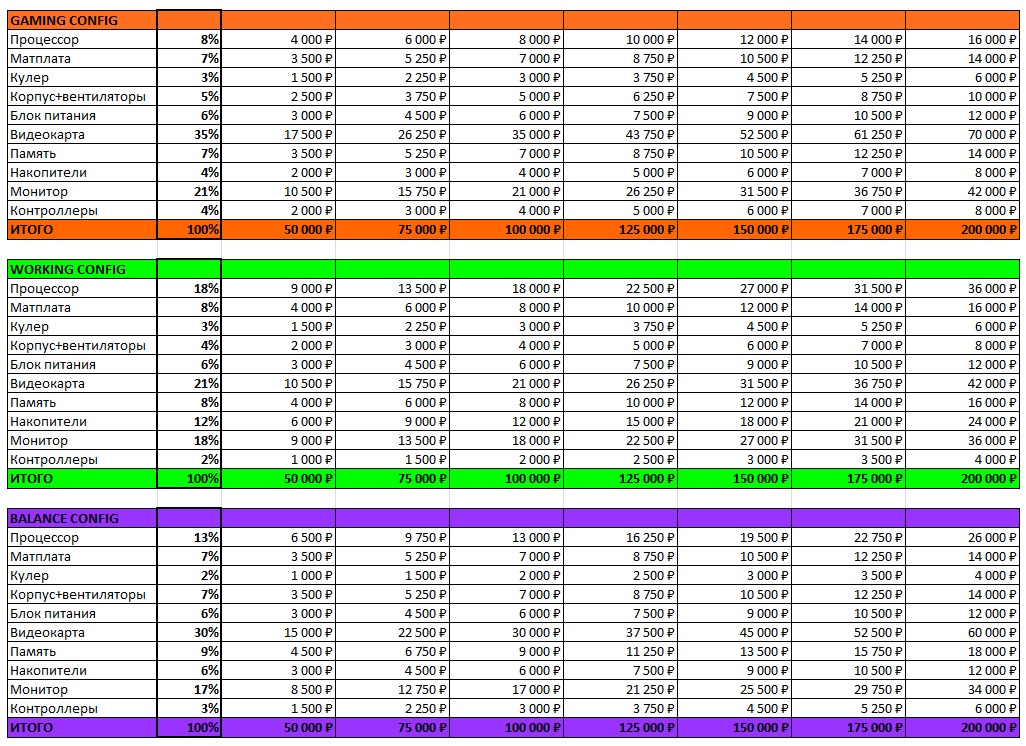 GAMING CONFIG
Процессор 8% 4 000 ₽ 6 000 ₽ 8 000 ₽ 10 000 ₽ 12 000 ₽ 14 000 ₽ 16 000 ₽
Матплата 7% 3 500 ₽ 5 250 ₽ 7 000 ₽ 8 750 ₽ 10 500 ₽ 12 250 ₽ 14 000 ₽
Кулер 3% 1 500 ₽ 2 250 ₽ 3 000 ₽ 3 750 ₽ 4 500 ₽ 5 250 ₽ 6 000 ₽
Корпус+вентиляторы 5% 2 500 ₽ 3 750 ₽ 5 000 ₽ 6 250 ₽ 7 500 ₽ 8 750 ₽ 10 000 ₽
Блок питания 6% 3 000 ₽ 4 500 ₽ 6 000 ₽ 7 500 ₽ 9 000 ₽ 10 500 ₽ 12 000 ₽
Видеокарта 35% 17 500 ₽ 26 250 ₽ 35 000 ₽ 43 750 ₽ 52 500 ₽ 61 250 ₽ 70 000 ₽
Память 7% 3 500 ₽ 5 250 ₽ 7 000 ₽ 8 750 ₽ 10 500 ₽ 12 250 ₽ 14 000 ₽
Накопители 4% 2 000 ₽ 3 000 ₽ 4 000 ₽ 5 000 ₽ 6 000 ₽ 7 000 ₽ 8 000 ₽
Монитор 21% 10 500 ₽ 15 750 ₽ 21 000 ₽ 26 250 ₽ 31 500 ₽ 36 750 ₽ 42 000 ₽
Контроллеры 4% 2 000 ₽ 3 000 ₽ 4 000 ₽ 5 000 ₽ 6 000 ₽ 7 000 ₽ 8 000 ₽
ИТОГО 100% 50 000 ₽ 75 000 ₽ 100 000 ₽ 125 000 ₽ 150 000 ₽ 175 000 ₽ 200 000 ₽
WORKING CONFIG
Процессор 18% 9 000 ₽ 13 500 ₽ 18 000 ₽ 22 500 ₽ 27 000 ₽ 31 500 ₽ 36 000 ₽
Матплата 8% 4 000 ₽ 6 000 ₽ 8 000 ₽ 10 000 ₽ 12 000 ₽ 14 000 ₽ 16 000 ₽
Кулер 3% 1 500 ₽ 2 250 ₽ 3 000 ₽ 3 750 ₽ 4 500 ₽ 5 250 ₽ 6 000 ₽
Корпус+вентиляторы 4% 2 000 ₽ 3 000 ₽ 4 000 ₽ 5 000 ₽ 6 000 ₽ 7 000 ₽ 8 000 ₽
Блок питания 6% 3 000 ₽ 4 500 ₽ 6 000 ₽ 7 500 ₽ 9 000 ₽ 10 500 ₽ 12 000 ₽
Видеокарта 21% 10 500 ₽ 15 750 ₽ 21 000 ₽ 26 250 ₽ 31 500 ₽ 36 750 ₽ 42 000 ₽
Память 8% 4 000 ₽ 6 000 ₽ 8 000 ₽ 10 000 ₽ 12 000 ₽ 14 000 ₽ 16 000 ₽
Накопители 12% 6 000 ₽ 9 000 ₽ 12 000 ₽ 15 000 ₽ 18 000 ₽ 21 000 ₽ 24 000 ₽
Монитор 18% 9 000 ₽ 13 500 ₽ 18 000 ₽ 22 500 ₽ 27 000 ₽ 31 500 ₽ 36 000 ₽
Контроллеры 2% 1 000 ₽ 1 500 ₽ 2 000 ₽ 2 500 ₽ 3 000 ₽ 3 500 ₽ 4 000 ₽
ИТОГО 100% 50 000 ₽ 75 000 ₽ 100 000 ₽ 125 000 ₽ 150 000 ₽ 175 000 ₽ 200 000 ₽
BALANCE CONFIG
Процессор 13% 6 500 ₽ 9 750 ₽ 13 000 ₽ 16 250 ₽ 19 500 ₽ 22 750 ₽ 26 000 ₽
Матплата 7% 3 500 ₽ 5 250 ₽ 7 000 ₽ 8 750 ₽ 10 500 ₽ 12 250 ₽ 14 000 ₽
Кулер 2% 1 000 ₽ 1 500 ₽ 2 000 ₽ 2 500 ₽ 3 000 ₽ 3 500 ₽ 4 000 ₽
Корпус+вентиляторы 7% 3 500 ₽ 5 250 ₽ 7 000 ₽ 8 750 ₽ 10 500 ₽ 12 250 ₽ 14 000 ₽
Блок питания 6% 3 000 ₽ 4 500 ₽ 6 000 ₽ 7 500 ₽ 9 000 ₽ 10 500 ₽ 12 000 ₽
Видеокарта 30% 15 000 ₽ 22 500 ₽ 30 000 ₽ 37 500 ₽ 45 000 ₽ 52 500 ₽ 60 000 ₽
Память 9% 4 500 ₽ 6 750 ₽ 9 000 ₽ 11 250 ₽ 13 500 ₽ 15 750 ₽ 18 000 ₽
Накопители 6% 3 000 ₽ 4 500 ₽ 6 000 ₽ 7 500 ₽ 9 000 ₽ 10 500 ₽ 12 000 ₽
Монитор 17% 8 500 ₽ 12 750 ₽ 17 000 ₽ 21 250 ₽ 25 500 ₽ 29 750 ₽ 34 000 ₽
Контроллеры 3% 1 500 ₽ 2 250 ₽ 3 000 ₽ 3 750 ₽ 4 500 ₽ 5 250 ₽ 6 000 ₽
ИТОГО 100% 50 000 ₽ 75 000 ₽ 100 000 ₽ 125 000 ₽ 150 000 ₽ 175 000 ₽ 200 000 ₽